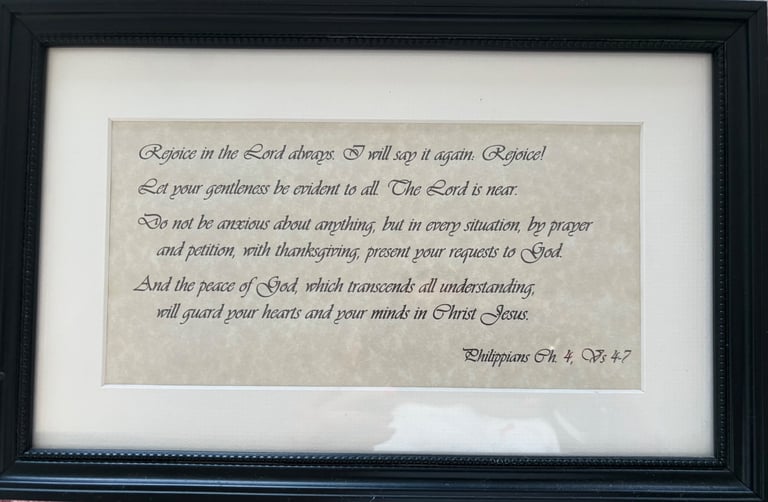 Rejoice in the Lord always. I will say it again: Rejoice!
Let your gentleness be evident to all. The Lord is near.
Do not be anxious about anything, but in every situation, by prayer
and petition, with thanksgiving, present your requests to God.
And the peace of God, which transcends all understanding,
will guard your hearts and your minds in Christ Jesus.
Philippians Ch. 4, Vs 4-7